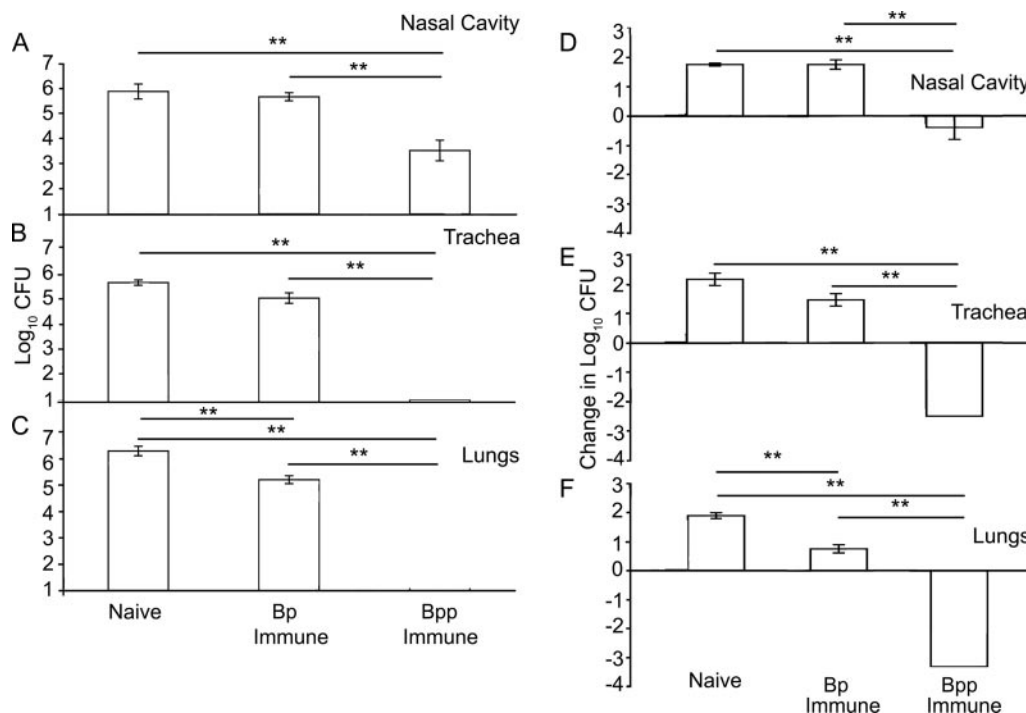 A
Nasal Cavity
**
**
7
6
5
4
3
2
1
B
Trachea
**
**
7
6
5
4
3
2
1
C
Lungs
**
**
**
7
6
5
4
3
2
1
Log10 CFU
Naive
Bp
Immune
Bpp
Immune
D
Nasal Cavity
**
**
3
2
1
0
-1
-2
-3
-4
E
Trachea
**
**
3
2
1
0
-1
-2
-3
-4
F
Lungs
**
**
**
3
2
1
0
-1
-2
-3
-4
Change in Log10 CFU
Naive
Bp
Immune
Bpp
Immune